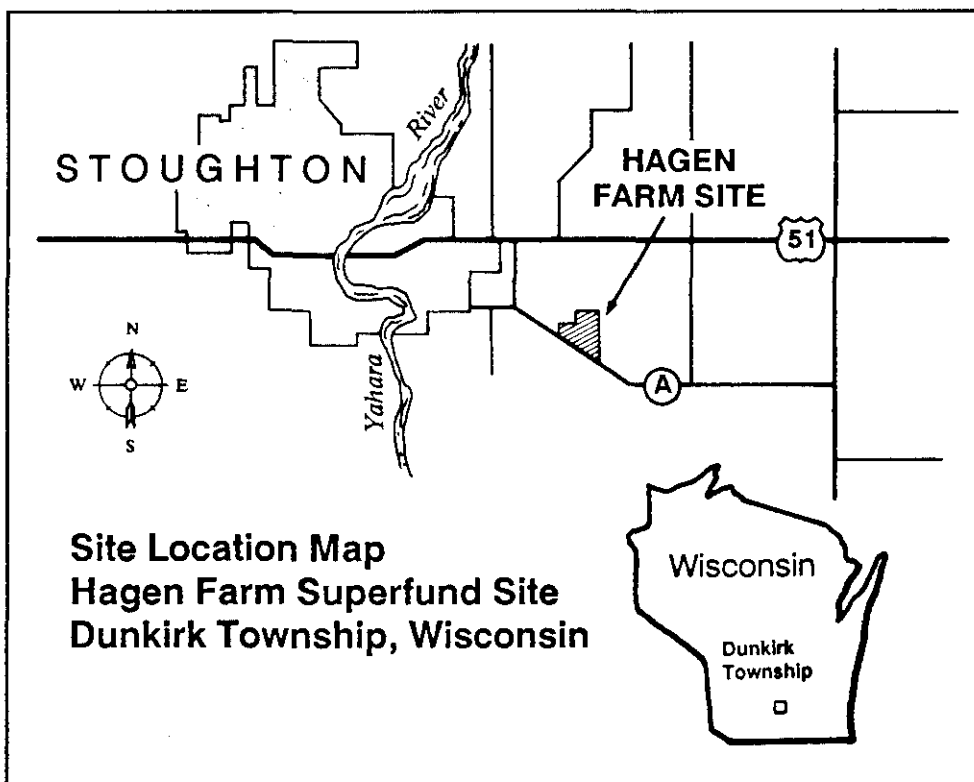 STOUGHTON
River
HAGEN
FARM SITE
51
N
W E
S
Yahara
A
Site Location Map
Hagen Farm Superfund Site
Dunkirk Township, Wisconsin
Wisconsin
Dunkirk
Township